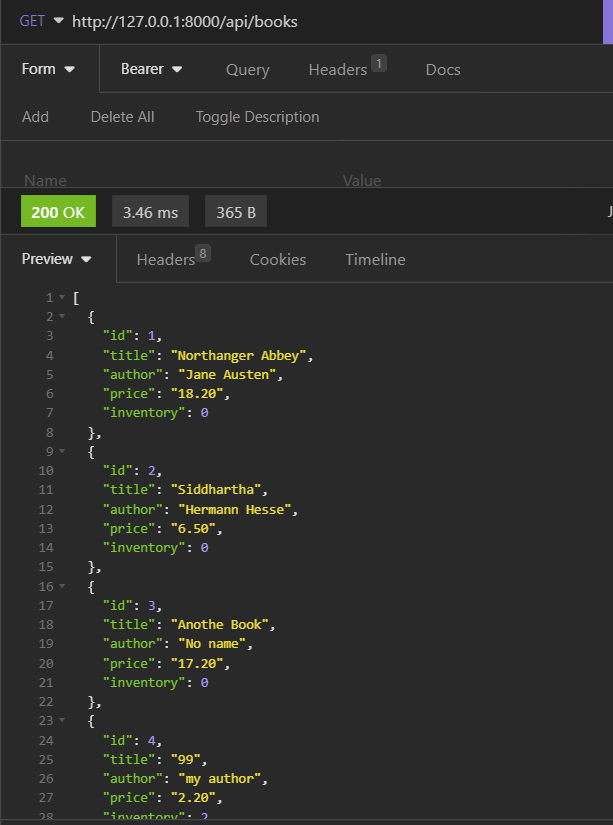 GET http://127.0.0.1:8000/api/books
Form Bearer Query Headers 1 Docs
Add Delete All Toggle Description
Name Value
200 OK 3.46 ms 365 B J
Preview Headers 8 Cookies Timeline
1 [
2 {
3 "id": 1,
4 "title": "Northanger Abbey",
5 "author": "Jane Austen",
6 "price": "18.20",
7 "inventory": 0
8 },
9 {
10 "id": 2,
11 "title": "Siddhartha",
12 "author": "Hermann Hesse",
13 "price": "6.50",
14 "inventory": 0
15 },
16 {
17 "id": 3,
18 "title": "Anothe Book",
19 "author": "No name",
20 "price": "17.20",
21 "inventory": 0
22 },
23 {
24 "id": 4,
25 "title": "99",
26 "author": "my author",
27 "price": "2.20",
28 "inventory": 2